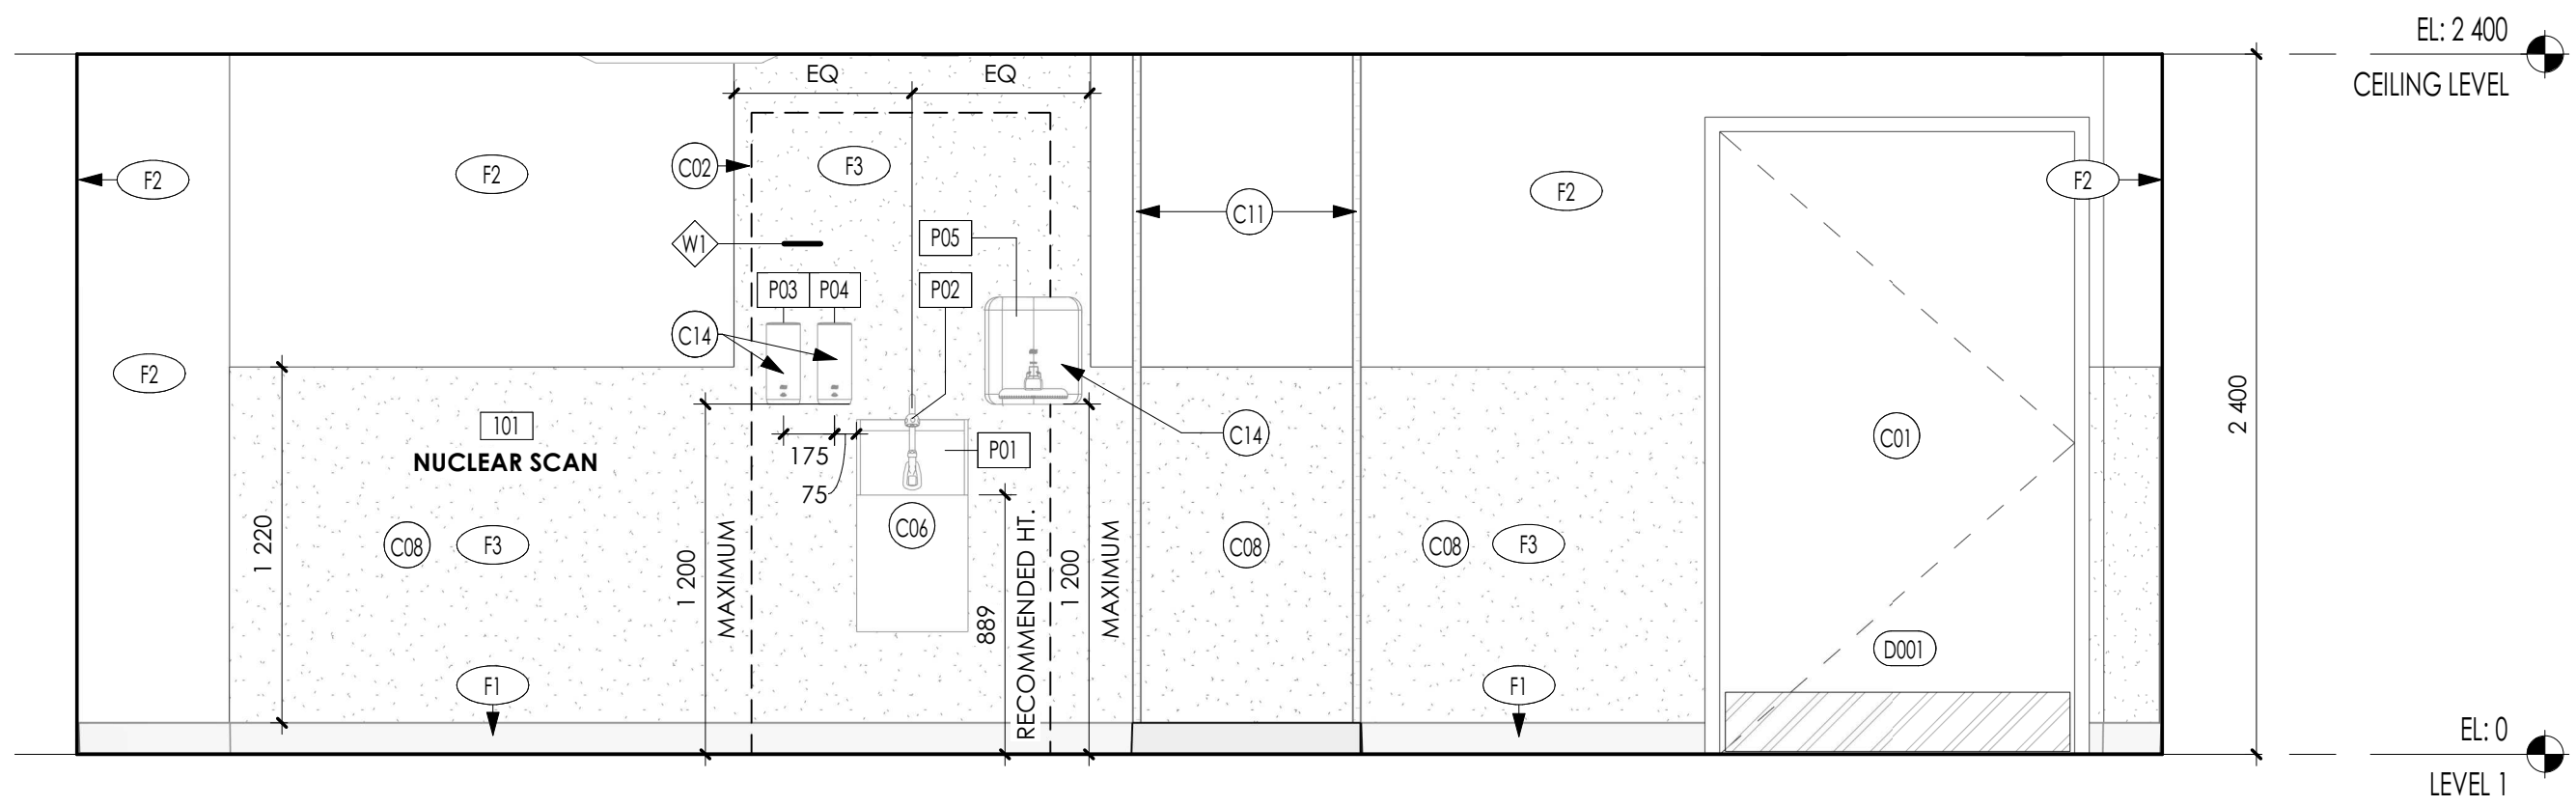 EL: 2 400
CEILING LEVEL
EQ
EQ
F2
F2
C02
F3
C11
F2
F2
W1
P05
P03
P04
P02
C14
F2
101
NUCLEAR SCAN
175
75
P01
C14
C01
2 400
1 220
C08
F3
1 200
MAXIMUM
C06
889
RECOMMENDED HT.
1 200
MAXIMUM
C08
C08
F3
D001
F1
F1
EL: 0
LEVEL 1